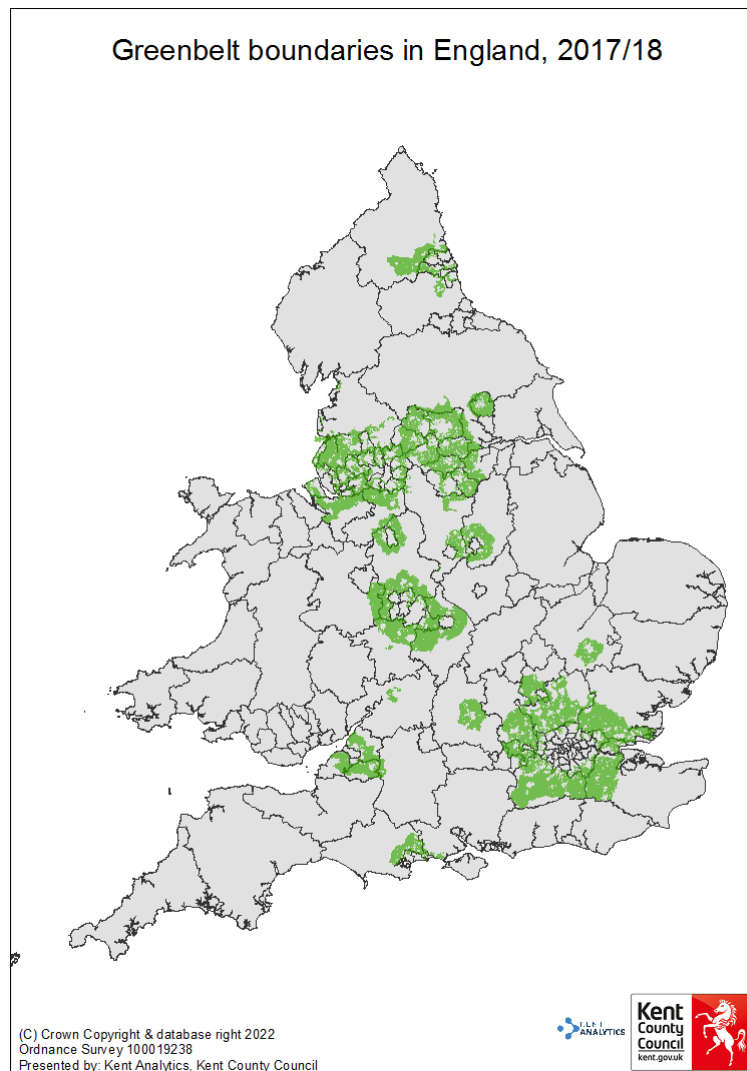 Greenbelt boundaries in England, 2017/18
(C) Crown Copyright & database right 2022
Ordnance Survey 100019238
Presented by: Kent Analytics, Kent County Council
KENT
ANALYTICS
Kent
County
Council
kent.gov.uk